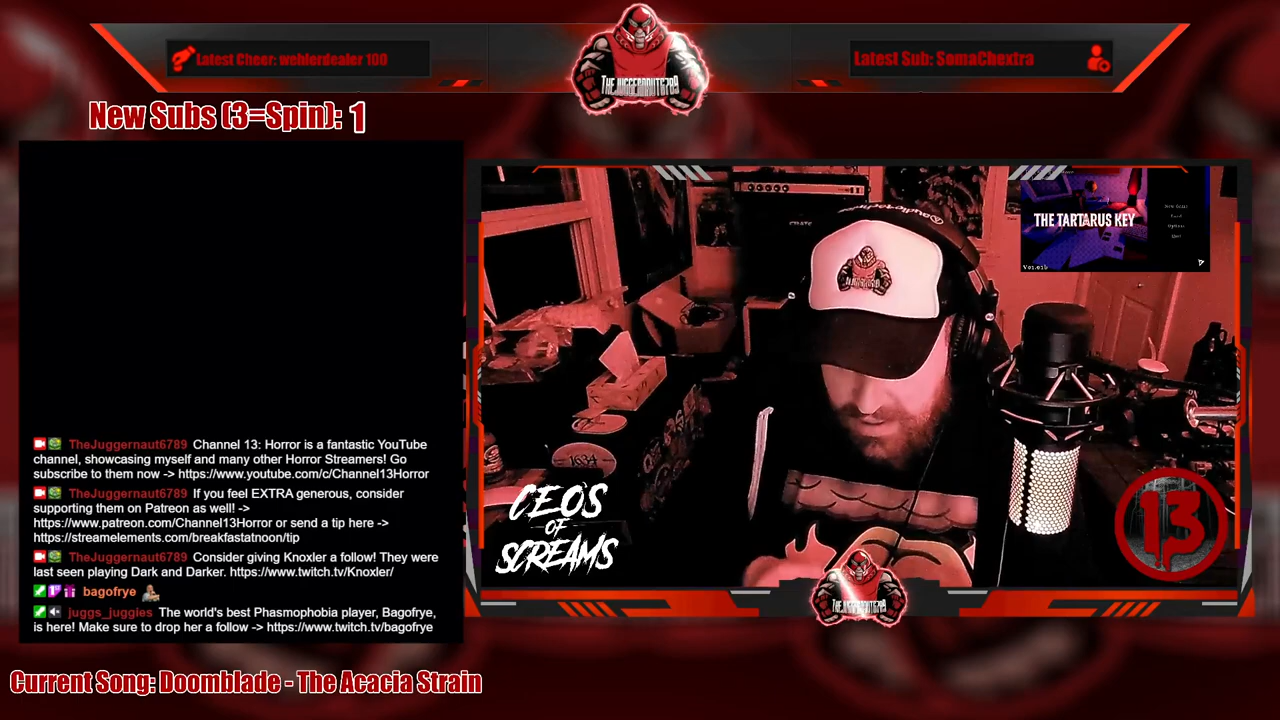 Latest Cheer: wehlerdealer 100
THEJUGGERNAUT6789
Latest Sub: SomaChextra
New Subs (3=Spin): 1
TheJuggernaut6789 Channel 13: Horror is a fantastic YouTube
channel, showcasing myself and many other Horror Streamers! Go
subscribe to them now -> https://www.youtube.com/c/Channel13Horror
TheJuggernaut6789 If you feel EXTRA generous, consider
supporting them on Patreon as well! ->
https://www.patreon.com/Channel13Horror or send a tip here ->
https://streamelements.com/breakfastatnoon/tip
TheJuggernaut6789 Consider giving Knoxler a follow! They were
last seen playing Dark and Darker. https://www.twitch.tv/Knoxler/
bagofrye
juggs_juggies The world's best Phasmophobia player, Bagofrye,
is here! Make sure to drop her a follow -> https://www.twitch.tv/bagofrye
THE TARTARUS KEY
audio-technica
CRATE
1634
CEO'S
OF
SCREAMS
13
THEJUGGERNAUT6789
Current Song: Doomblade - The Acacia Strain